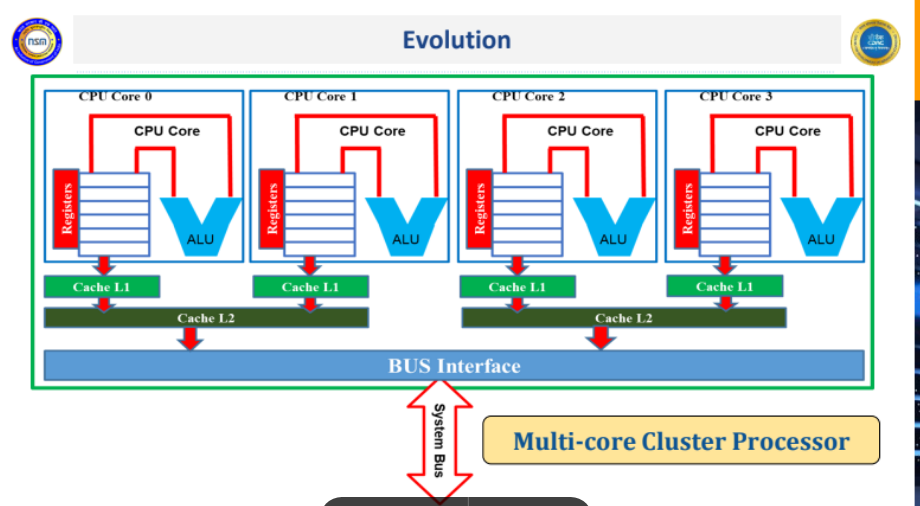 Evolution
nsm
CPU Core 0
CPU Core 1
CPU Core 2
CPU Core 3
CPU Core
CPU Core
CPU Core
CPU Core
Registers
ALU
Registers
ALU
Registers
ALU
Registers
ALU
Cache L1
Cache L1
Cache L1
Cache L1
Cache L2
Cache L2
BUS Interface
System Bus
Multi-core Cluster Processor